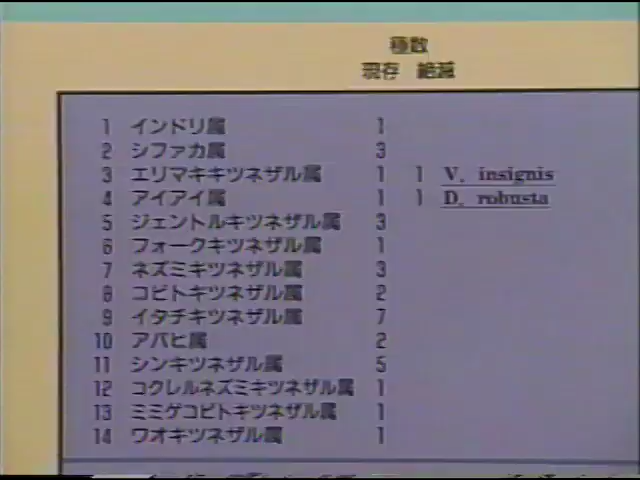 種数
現存 絶滅
1 インドリ属 1
2 シファカ属 3
3 エリマキキツネザル属 1 1 V. insignis
4 アイアイ属 1 1 D. robusta
5 ジェントルキツネザル属 3
6 フォークキツネザル属 1
7 ネズミキツネザル属 3
8 コビトキツネザル属 2
9 イタチキツネザル属 7
10 アバヒ属 2
11 シンキツネザル属 5
12 コクレルネズミキツネザル属 1
13 ミミゲコビトキツネザル属 1
14 ワオキツネザル属 1